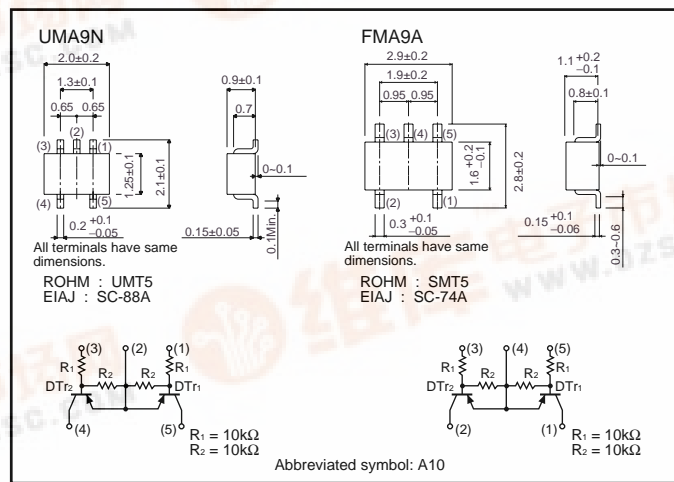 UMA9N
2.0±0.2
1.3±0.1
0.65 0.65
(2)
(3) (1)
(4) (5)
1.25±0.1
2.1±0.1
0.2 +0.1 −0.05
0.9±0.1
0.7
0~0.1
0.15±0.05
0.1Min.
All terminals have same
dimensions.
ROHM : UMT5
EIAJ : SC-88A
FMA9A
2.9±0.2
1.9±0.2
0.95 0.95
(3) (4) (5)
(2) (1)
1.6 +0.2 −0.1
2.8±0.2
0.3 +0.1 −0.05
1.1 +0.2 −0.1
0.8±0.1
0~0.1
0.15 +0.1 −0.06
0.3~0.6
All terminals have same
dimensions.
ROHM : SMT5
EIAJ : SC-74A
(3) (2) (1)
R1 R2 R2 R1
DTr2 DTr1
(4) (5)
R1 = 10kΩ
R2 = 10kΩ
(3) (4) (5)
R1 R2 R2 R1
DTr2 DTr1
(2) (1)
R1 = 10kΩ
R2 = 10kΩ
Abbreviated symbol: A10